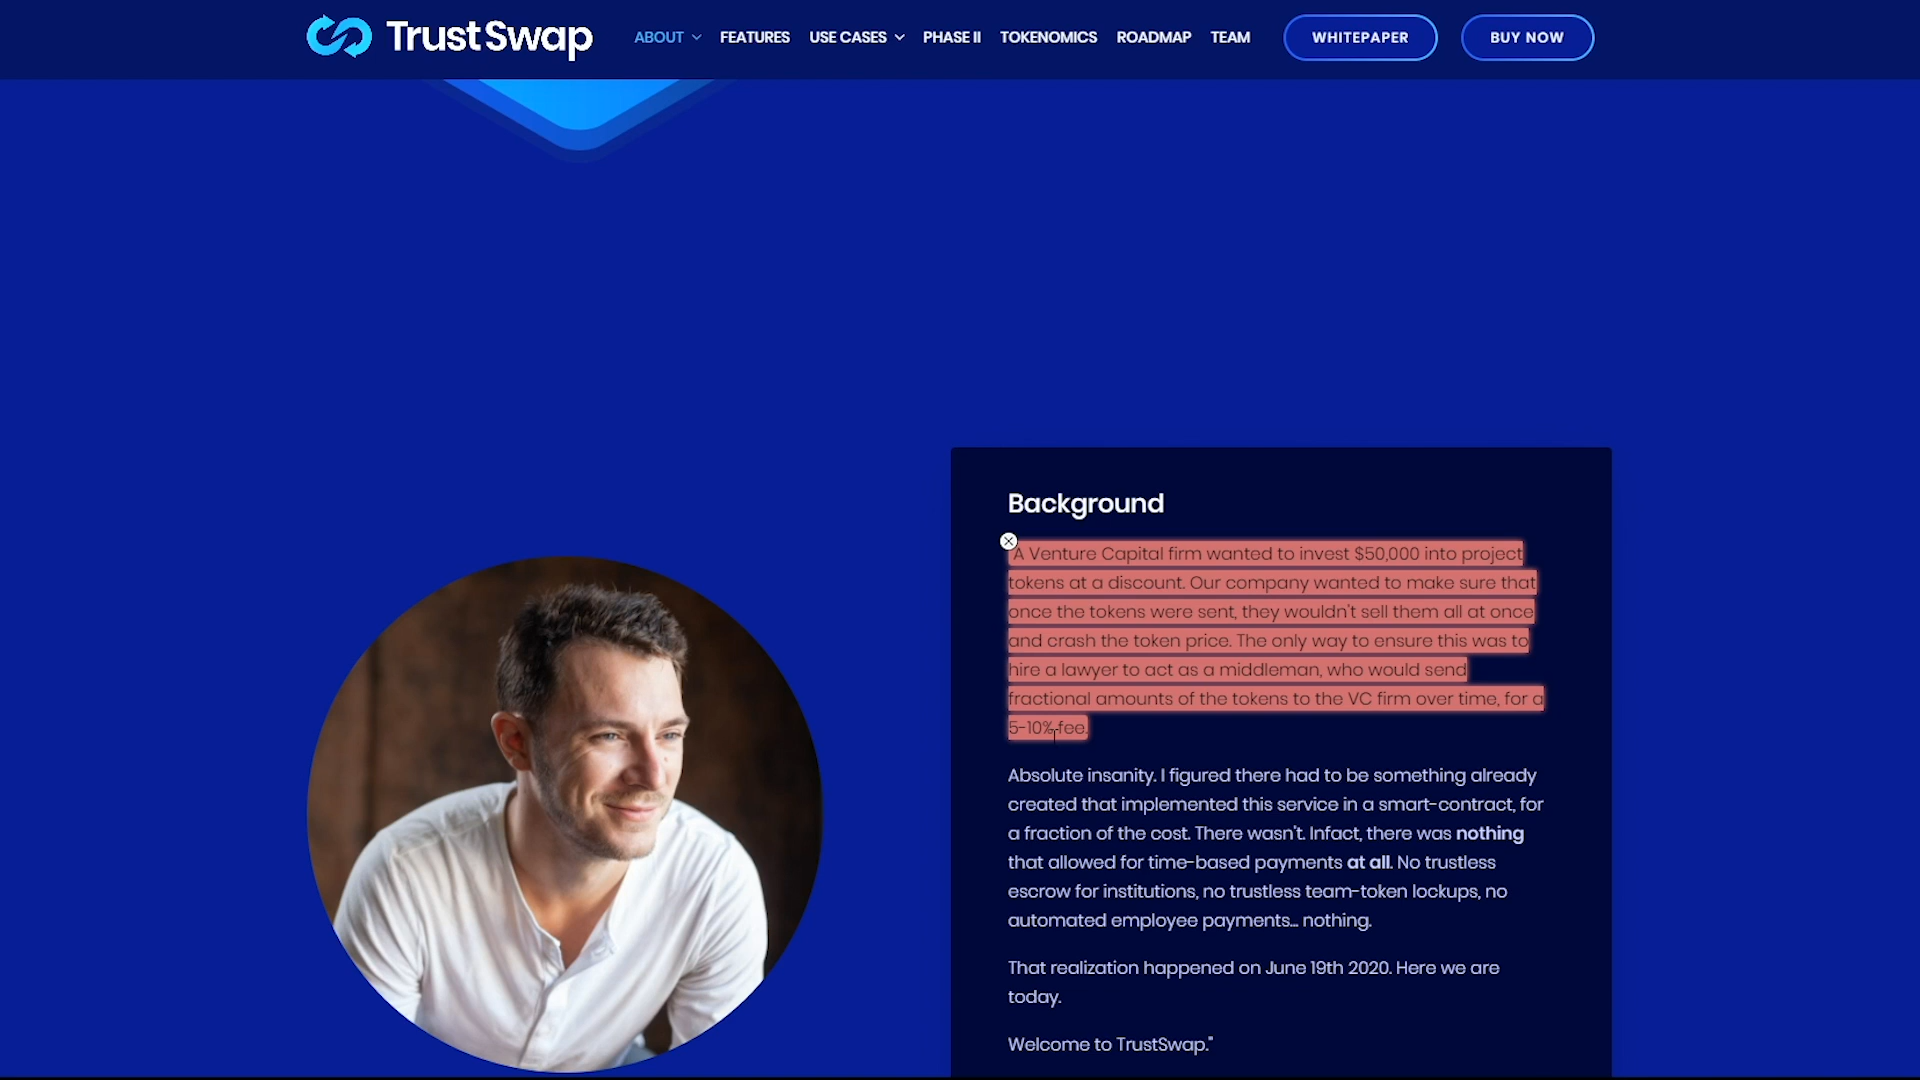 TrustSwap
ABOUT
FEATURES
USE CASES
PHASE II
TOKENOMICS
ROADMAP
TEAM
WHITEPAPER
BUY NOW
Background
A Venture Capital firm wanted to invest $50,000 into project
tokens at a discount. Our company wanted to make sure that
once the tokens were sent, they wouldn't sell them all at once
and crash the token price. The only way to ensure this was to
hire a lawyer to act as a middleman, who would send
fractional amounts of the tokens to the VC firm over time, for a
5-10% fee.
Absolute insanity. I figured there had to be something already
created that implemented this service in a smart-contract, for
a fraction of the cost. There wasn't. Infact, there was nothing
that allowed for time-based payments at all. No trustless
escrow for institutions, no trustless team-token lockups, no
automated employee payments... nothing.
That realization happened on June 19th 2020. Here we are
today.
Welcome to TrustSwap."